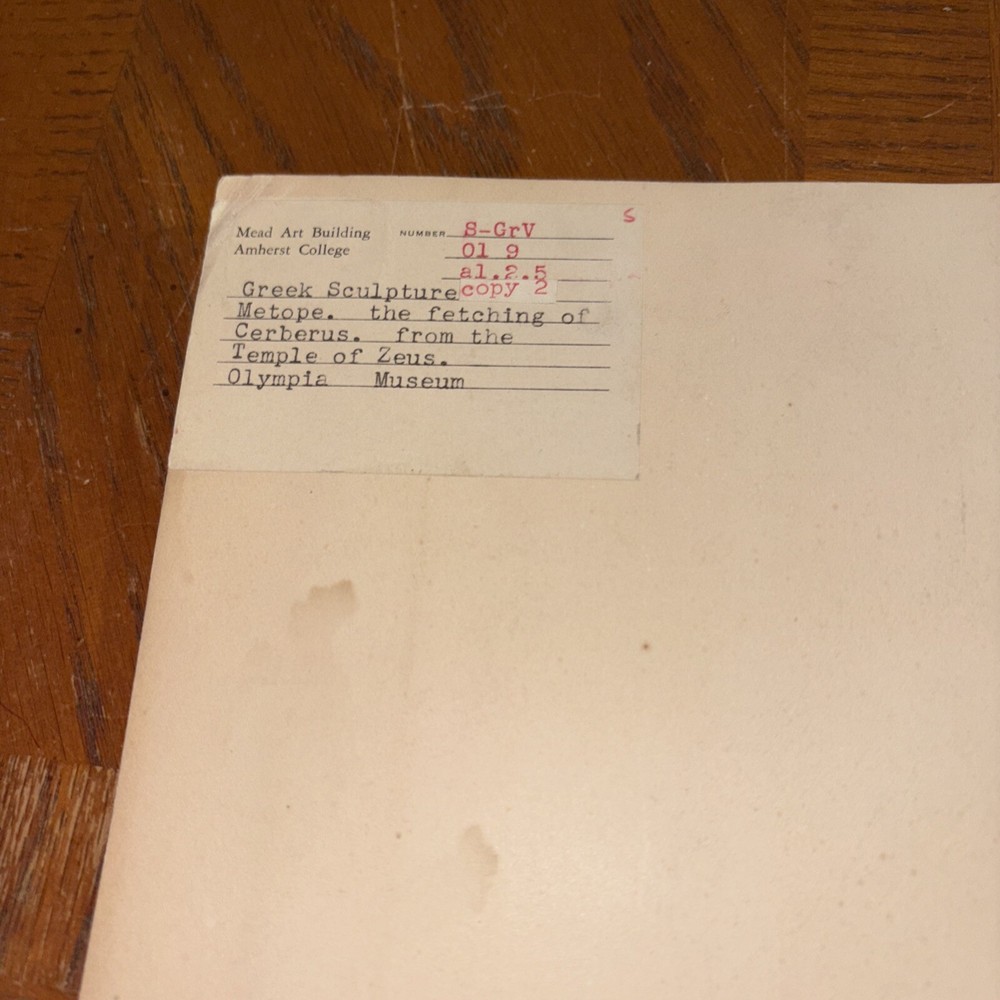 S
Mead Art Building NUMBER S-GrV
Amherst College Ol 9
al.2.5
Greek Sculpture copy 2
Metope. the fetching of
Cerberus. from the
Temple of Zeus.
Olympia Museum